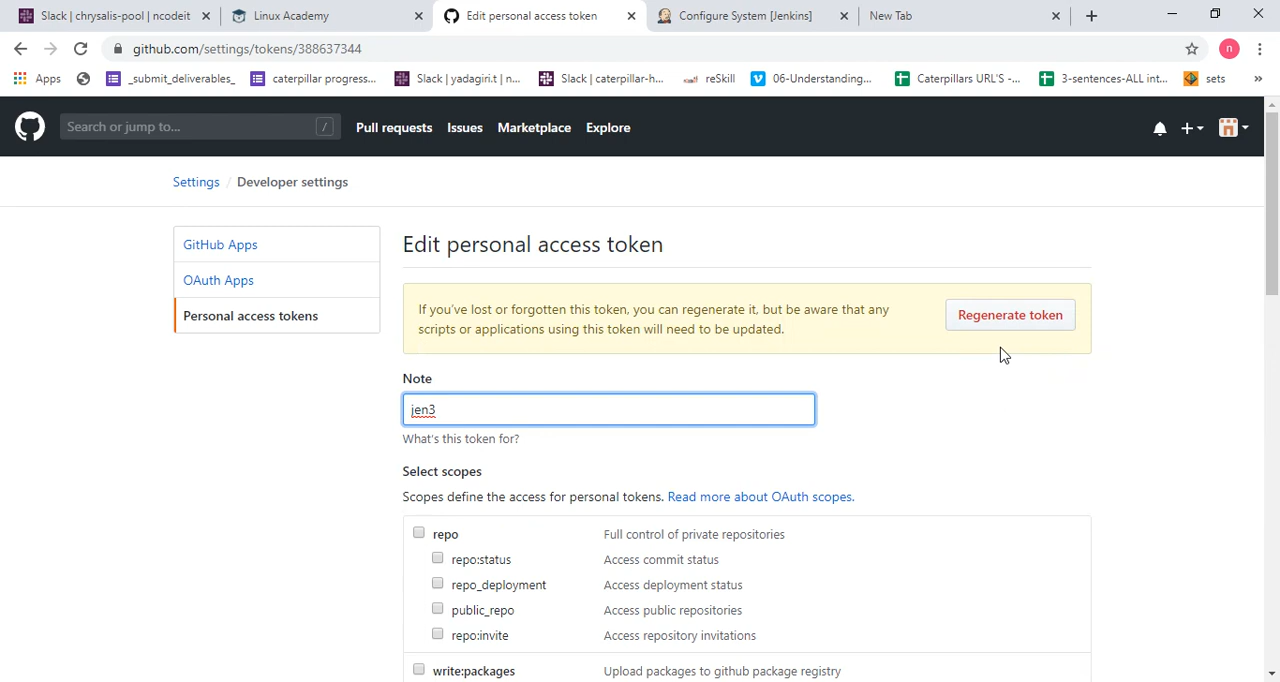 Slack | chrysalis-pool | ncodeit
Linux Academy
Edit personal access token
Configure System [Jenkins]
New Tab
github.com/settings/tokens/388637344
n
Apps
_submit_deliverables_
caterpillar progress...
Slack | yadagiri.t | n...
Slack | caterpillar-h...
reSkill
06-Understanding...
Caterpillars URL'S -...
3-sentences-ALL int...
sets
»
Search or jump to...
/
Pull requests
Issues
Marketplace
Explore
Settings / Developer settings
GitHub Apps
OAuth Apps
Personal access tokens
Edit personal access token
If you've lost or forgotten this token, you can regenerate it, but be aware that any
scripts or applications using this token will need to be updated.
Regenerate token
Note
jen3
What's this token for?
Select scopes
Scopes define the access for personal tokens. Read more about OAuth scopes.
repo Full control of private repositories
repo:status Access commit status
repo_deployment Access deployment status
public_repo Access public repositories
repo:invite Access repository invitations
write:packages Upload packages to github package registry